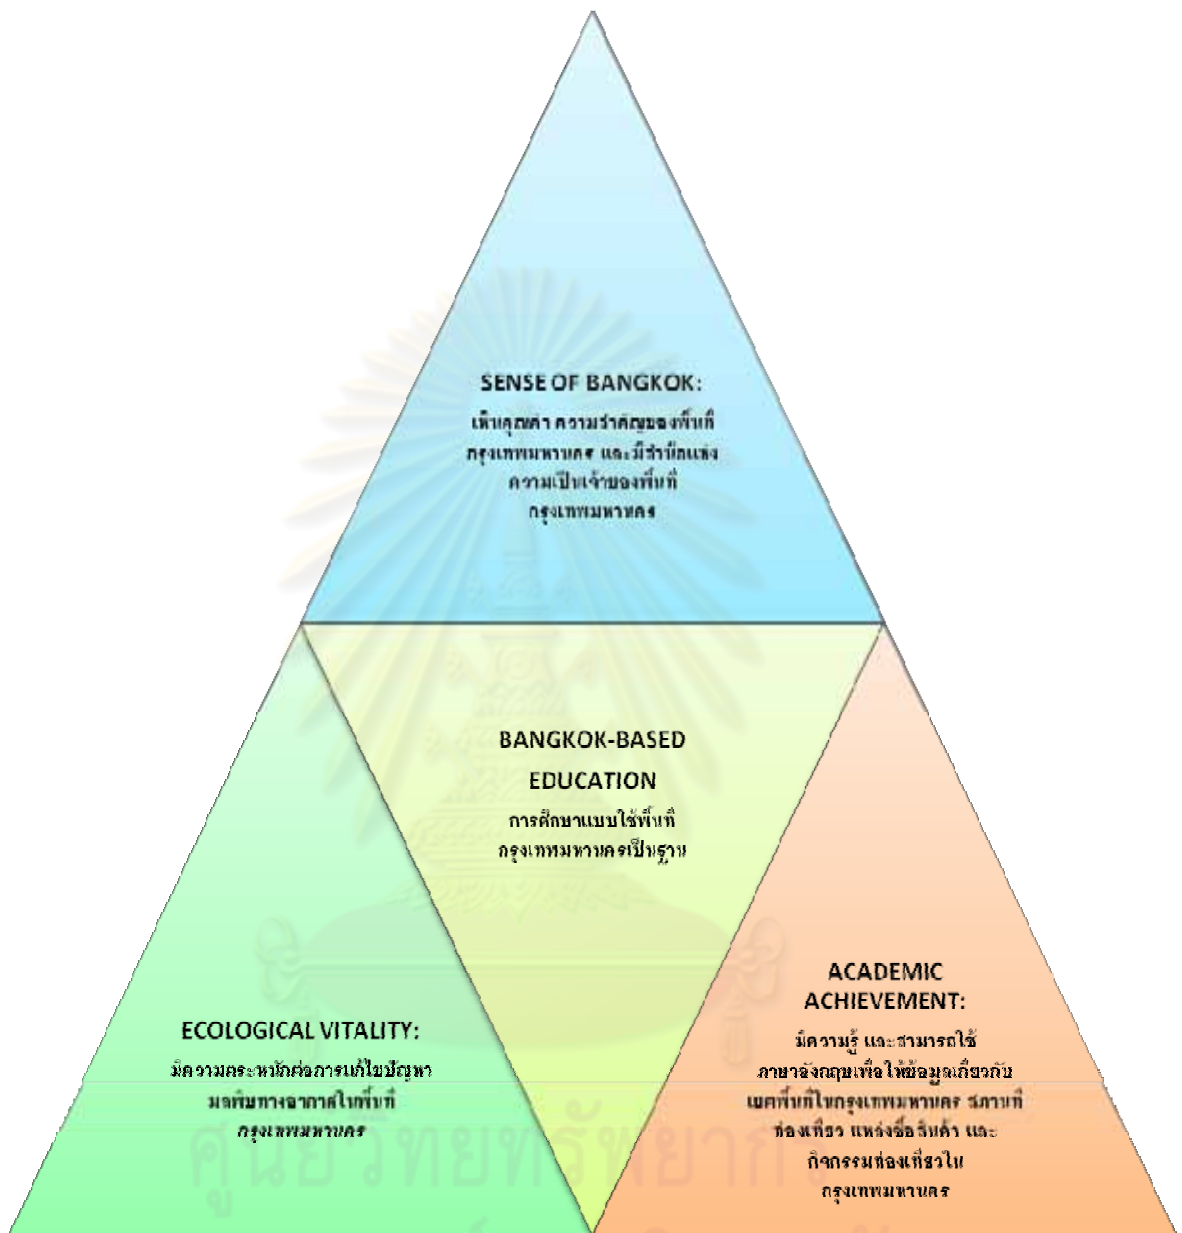 SENSE OF BANGKOK:
เห็นคุณค่า ความสำคัญของพื้นที่
กรุงเทพมหานคร และมีสำนึกแห่ง
ความเป็นเจ้าของพื้นที่
กรุงเทพมหานคร
BANGKOK-BASED
EDUCATION
การศึกษาแบบใช้พื้นที่
กรุงเทพมหานครเป็นฐาน
ECOLOGICAL VITALITY:
มีความตระหนักต่อการแก้ไขปัญหา
มลพิษทางอากาศในพื้นที่
กรุงเทพมหานคร
ACADEMIC
ACHIEVEMENT:
มีความรู้ และสามารถใช้
ภาษาอังกฤษเพื่อให้ข้อมูลเกี่ยวกับ
เขตพื้นที่ในกรุงเทพมหานคร สถานที่
ท่องเที่ยว แหล่งซื้อสินค้า และ
กิจกรรมท่องเที่ยวใน
กรุงเทพมหานคร
ศูนย์วิทยทรัพยากร